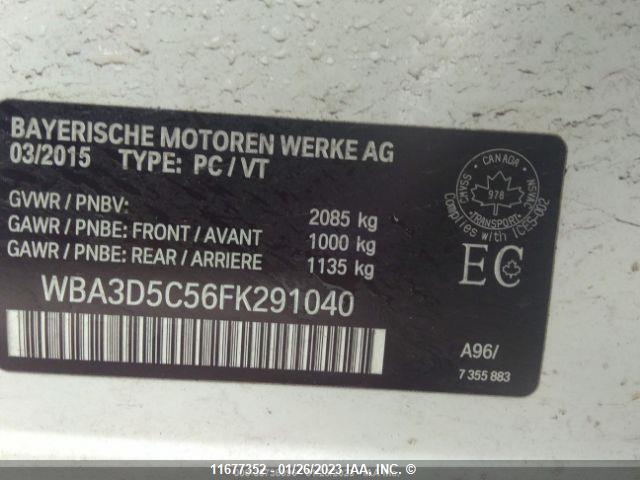 BAYERISCHE MOTOREN WERKE AG
03/2015 TYPE: PC / VT
GVWR / PNBV: 2085 kg
GAWR / PNBE: FRONT / AVANT 1000 kg
GAWR / PNBE: REAR / ARRIERE 1135 kg
WBA3D5C56FK291040
CANADA
978
TRANSPORT
CMVSS
NSVAC
Complies with ICES-002
EC
A96/
7 355 883
11677352 - 01/26/2023 IAA, Inc. ***